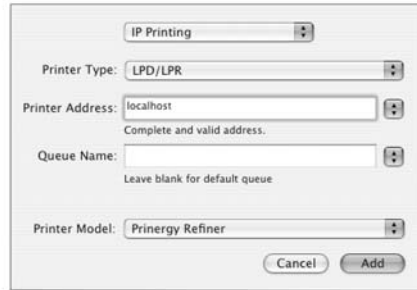 IP Printing
Printer Type: LPD/LPR
Printer Address: localhost
Complete and valid address.
Queue Name:
Leave blank for default queue
Printer Model: Prinergy Refiner
Cancel Add